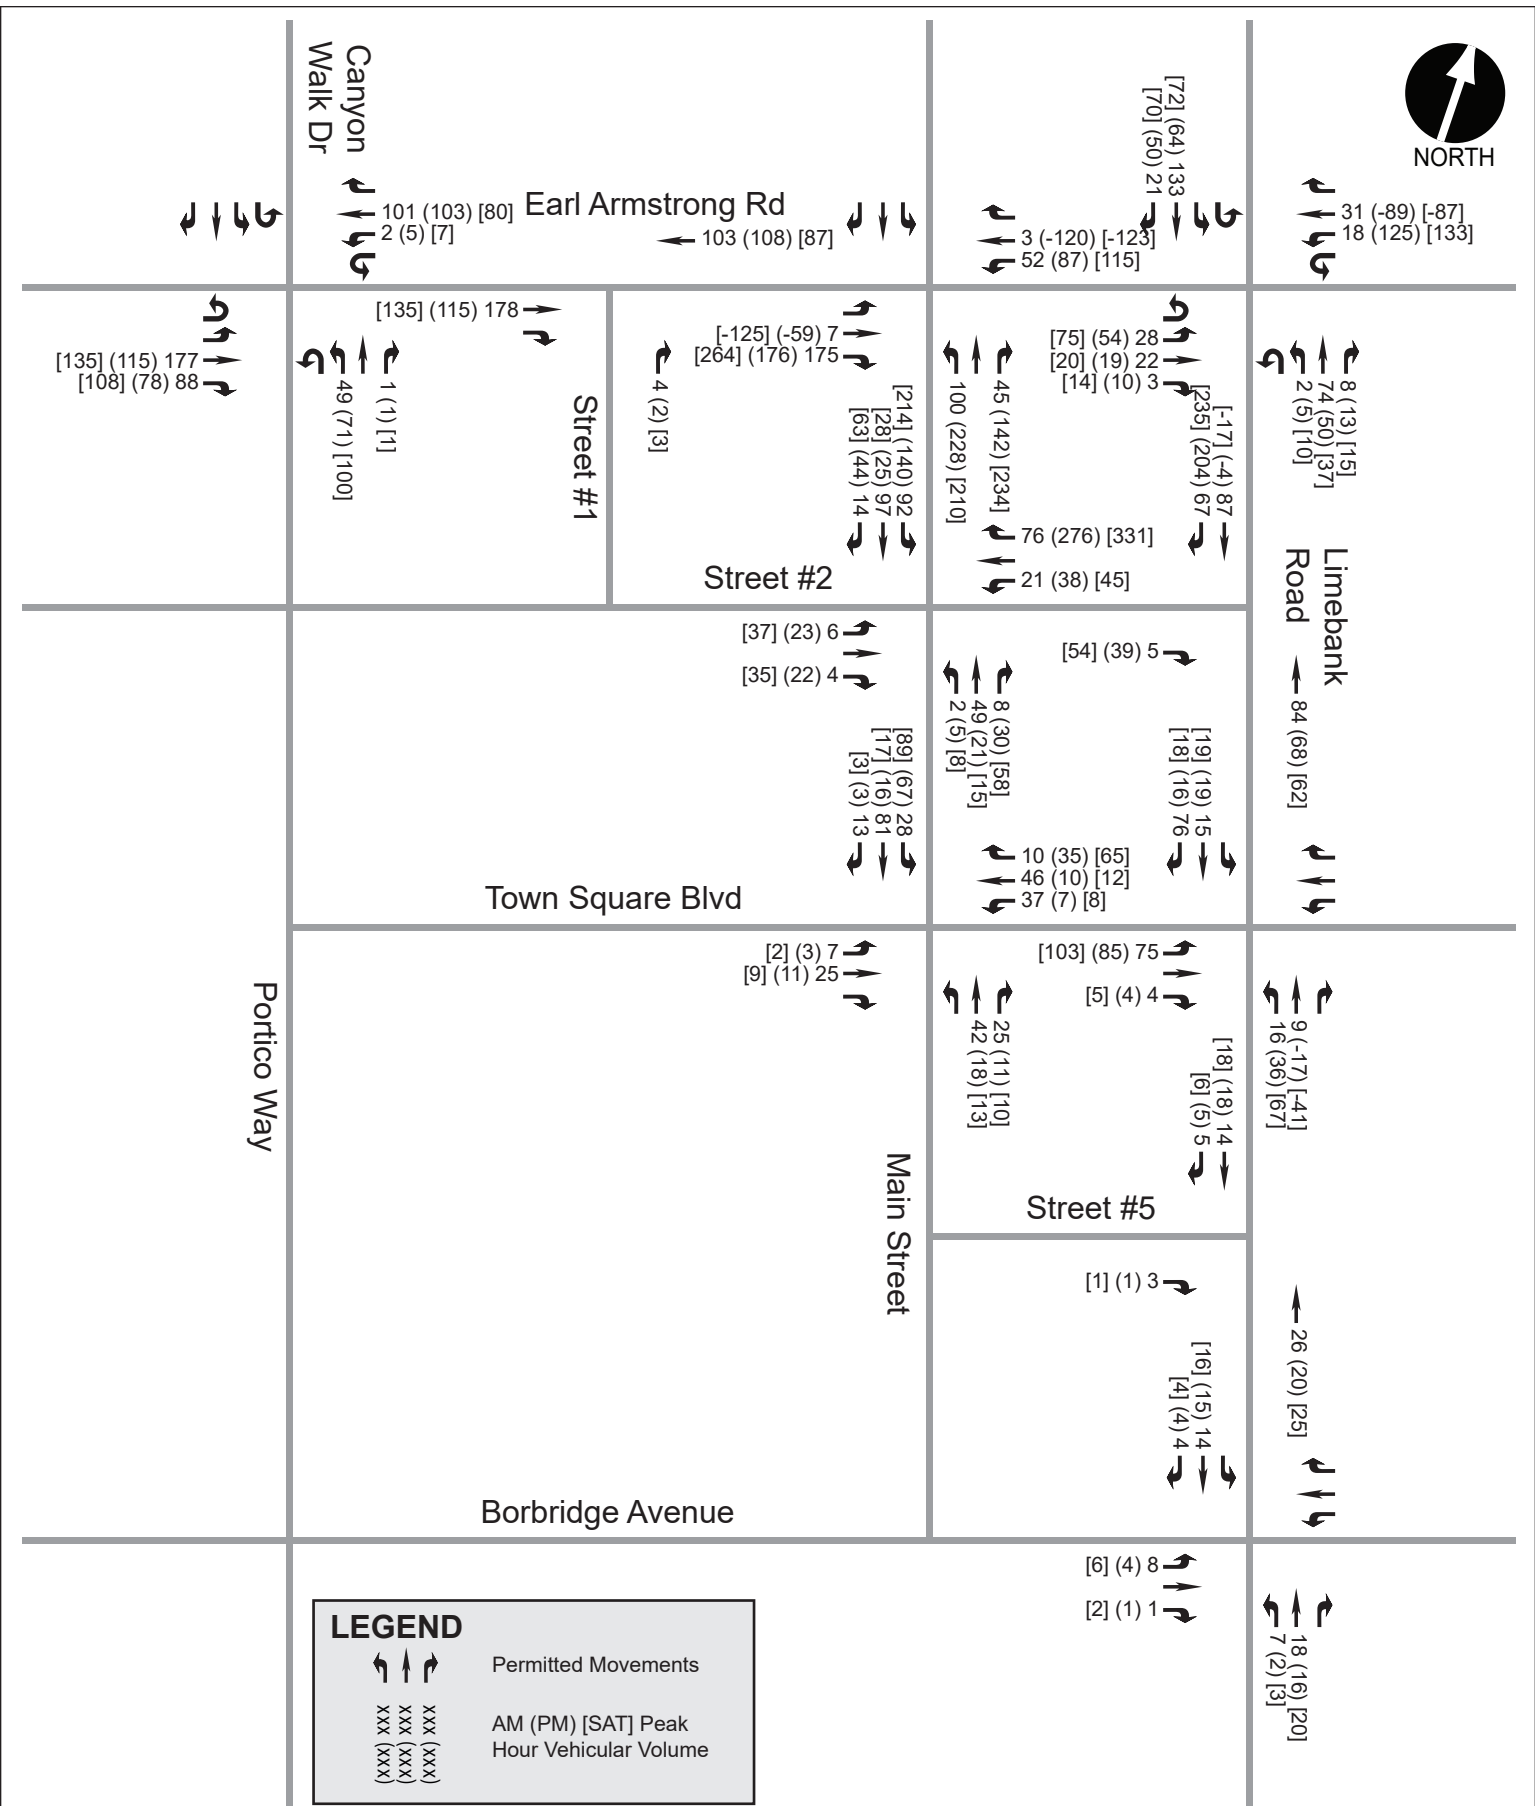 Canyon
Walk Dr
[72] (64) 133
[70] (50) 21
NORTH
101 (103) [80]
2 (5) [7]
Earl Armstrong Rd
103 (108) [87]
3 (-120) [-123]
52 (87) [115]
31 (-89) [-87]
18 (125) [133]
[135] (115) 178
[135] (115) 177
[108] (78) 88
49 (71) [100]
1 (1) [1]
Street #1
4 (2) [3]
[-125] (-59) 7
[264] (176) 175
[214] (140) 92
[28] (25) 97
[63] (44) 14
100 (228) [210]
45 (142) [234]
[75] (54) 28
[20] (19) 22
[14] (10) 3
[-17] (-4) 87
[235] (204) 67
8 (13) [15]
74 (50) [37]
2 (5) [10]
76 (276) [331]
21 (38) [45]
Street #2
Limebank
Road
[37] (23) 6
[35] (22) 4
[54] (39) 5
8 (30) [58]
49 (21) [15]
2 (5) [8]
84 (68) [62]
[89] (67) 28
[17] (16) 81
[3] (3) 13
[19] (19) 15
[18] (16) 76
10 (35) [65]
46 (10) [12]
37 (7) [8]
Town Square Blvd
[2] (3) 7
[9] (11) 25
[103] (85) 75
[5] (4) 4
25 (11) [10]
42 (18) [13]
9 (-17) [-41]
16 (36) [67]
[18] (18) 14
[6] (5) 5
Portico Way
Main Street
Street #5
[1] (1) 3
26 (20) [25]
[16] (15) 14
[4] (4) 4
Borbridge Avenue
[6] (4) 8
[2] (1) 1
18 (16) [20]
7 (2) [3]
LEGEND
Permitted Movements
xxx (xxx)
xxx (xxx)
xxx (xxx)
AM (PM) [SAT] Peak
Hour Vehicular Volume